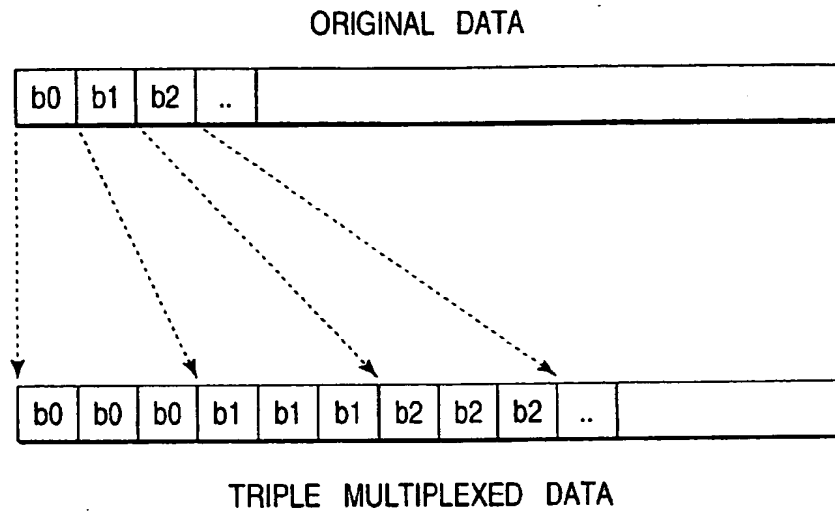 ORIGINAL DATA
b0 b1 b2 ..
b0 b0 b0 b1 b1 b1 b2 b2 b2 ..
TRIPLE MULTIPLEXED DATA